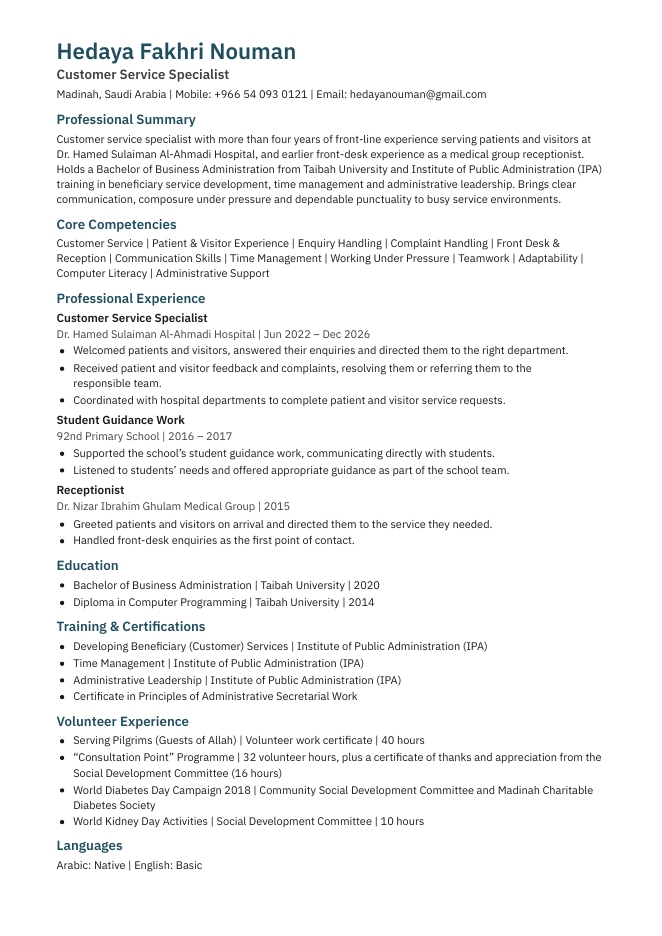 Hedaya Fakhri Nouman
Customer Service Specialist
Madinah, Saudi Arabia | Mobile: +966 54 093 0121 | Email: hedayanouman@gmail.com
Professional Summary
Customer service specialist with more than four years of front-line experience serving patients and visitors at
Dr. Hamed Sulaiman Al-Ahmadi Hospital, and earlier front-desk experience as a medical group receptionist.
Holds a Bachelor of Business Administration from Taibah University and Institute of Public Administration (IPA)
training in beneficiary service development, time management and administrative leadership. Brings clear
communication, composure under pressure and dependable punctuality to busy service environments.
Core Competencies
Customer Service | Patient & Visitor Experience | Enquiry Handling | Complaint Handling | Front Desk &
Reception | Communication Skills | Time Management | Working Under Pressure | Teamwork | Adaptability |
Computer Literacy | Administrative Support
Professional Experience
Customer Service Specialist
Dr. Hamed Sulaiman Al-Ahmadi Hospital | Jun 2022 – Dec 2026
• Welcomed patients and visitors, answered their enquiries and directed them to the right department.
• Received patient and visitor feedback and complaints, resolving them or referring them to the
responsible team.
• Coordinated with hospital departments to complete patient and visitor service requests.
Student Guidance Work
92nd Primary School | 2016 – 2017
• Supported the school’s student guidance work, communicating directly with students.
• Listened to students’ needs and offered appropriate guidance as part of the school team.
Receptionist
Dr. Nizar Ibrahim Ghulam Medical Group | 2015
• Greeted patients and visitors on arrival and directed them to the service they needed.
• Handled front-desk enquiries as the first point of contact.
Education
• Bachelor of Business Administration | Taibah University | 2020
• Diploma in Computer Programming | Taibah University | 2014
Training & Certifications
• Developing Beneficiary (Customer) Services | Institute of Public Administration (IPA)
• Time Management | Institute of Public Administration (IPA)
• Administrative Leadership | Institute of Public Administration (IPA)
• Certificate in Principles of Administrative Secretarial Work
Volunteer Experience
• Serving Pilgrims (Guests of Allah) | Volunteer work certificate | 40 hours
• “Consultation Point” Programme | 32 volunteer hours, plus a certificate of thanks and appreciation from the
Social Development Committee (16 hours)
• World Diabetes Day Campaign 2018 | Community Social Development Committee and Madinah Charitable
Diabetes Society
• World Kidney Day Activities | Social Development Committee | 10 hours
Languages
Arabic: Native | English: Basic